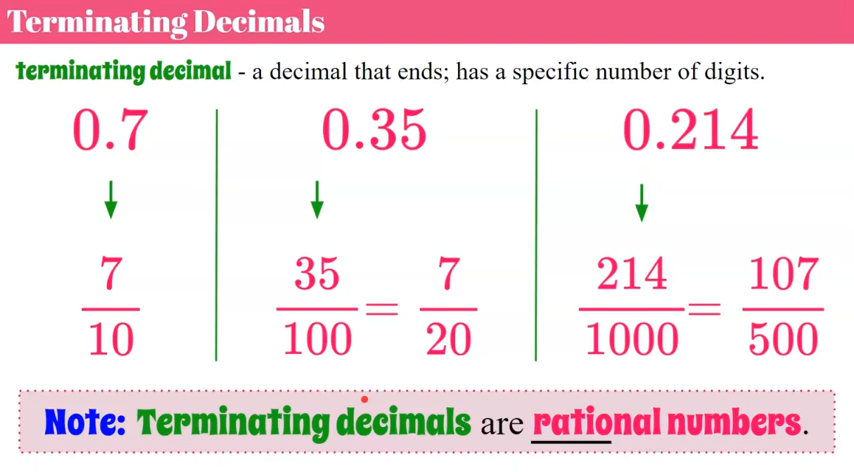 Terminating Decimals
terminating decimal - a decimal that ends; has a specific number of digits.
0.7 0.35 0.214
7/10 35/100 = 7/20 214/1000 = 107/500
Note: Terminating decimals are rational numbers.